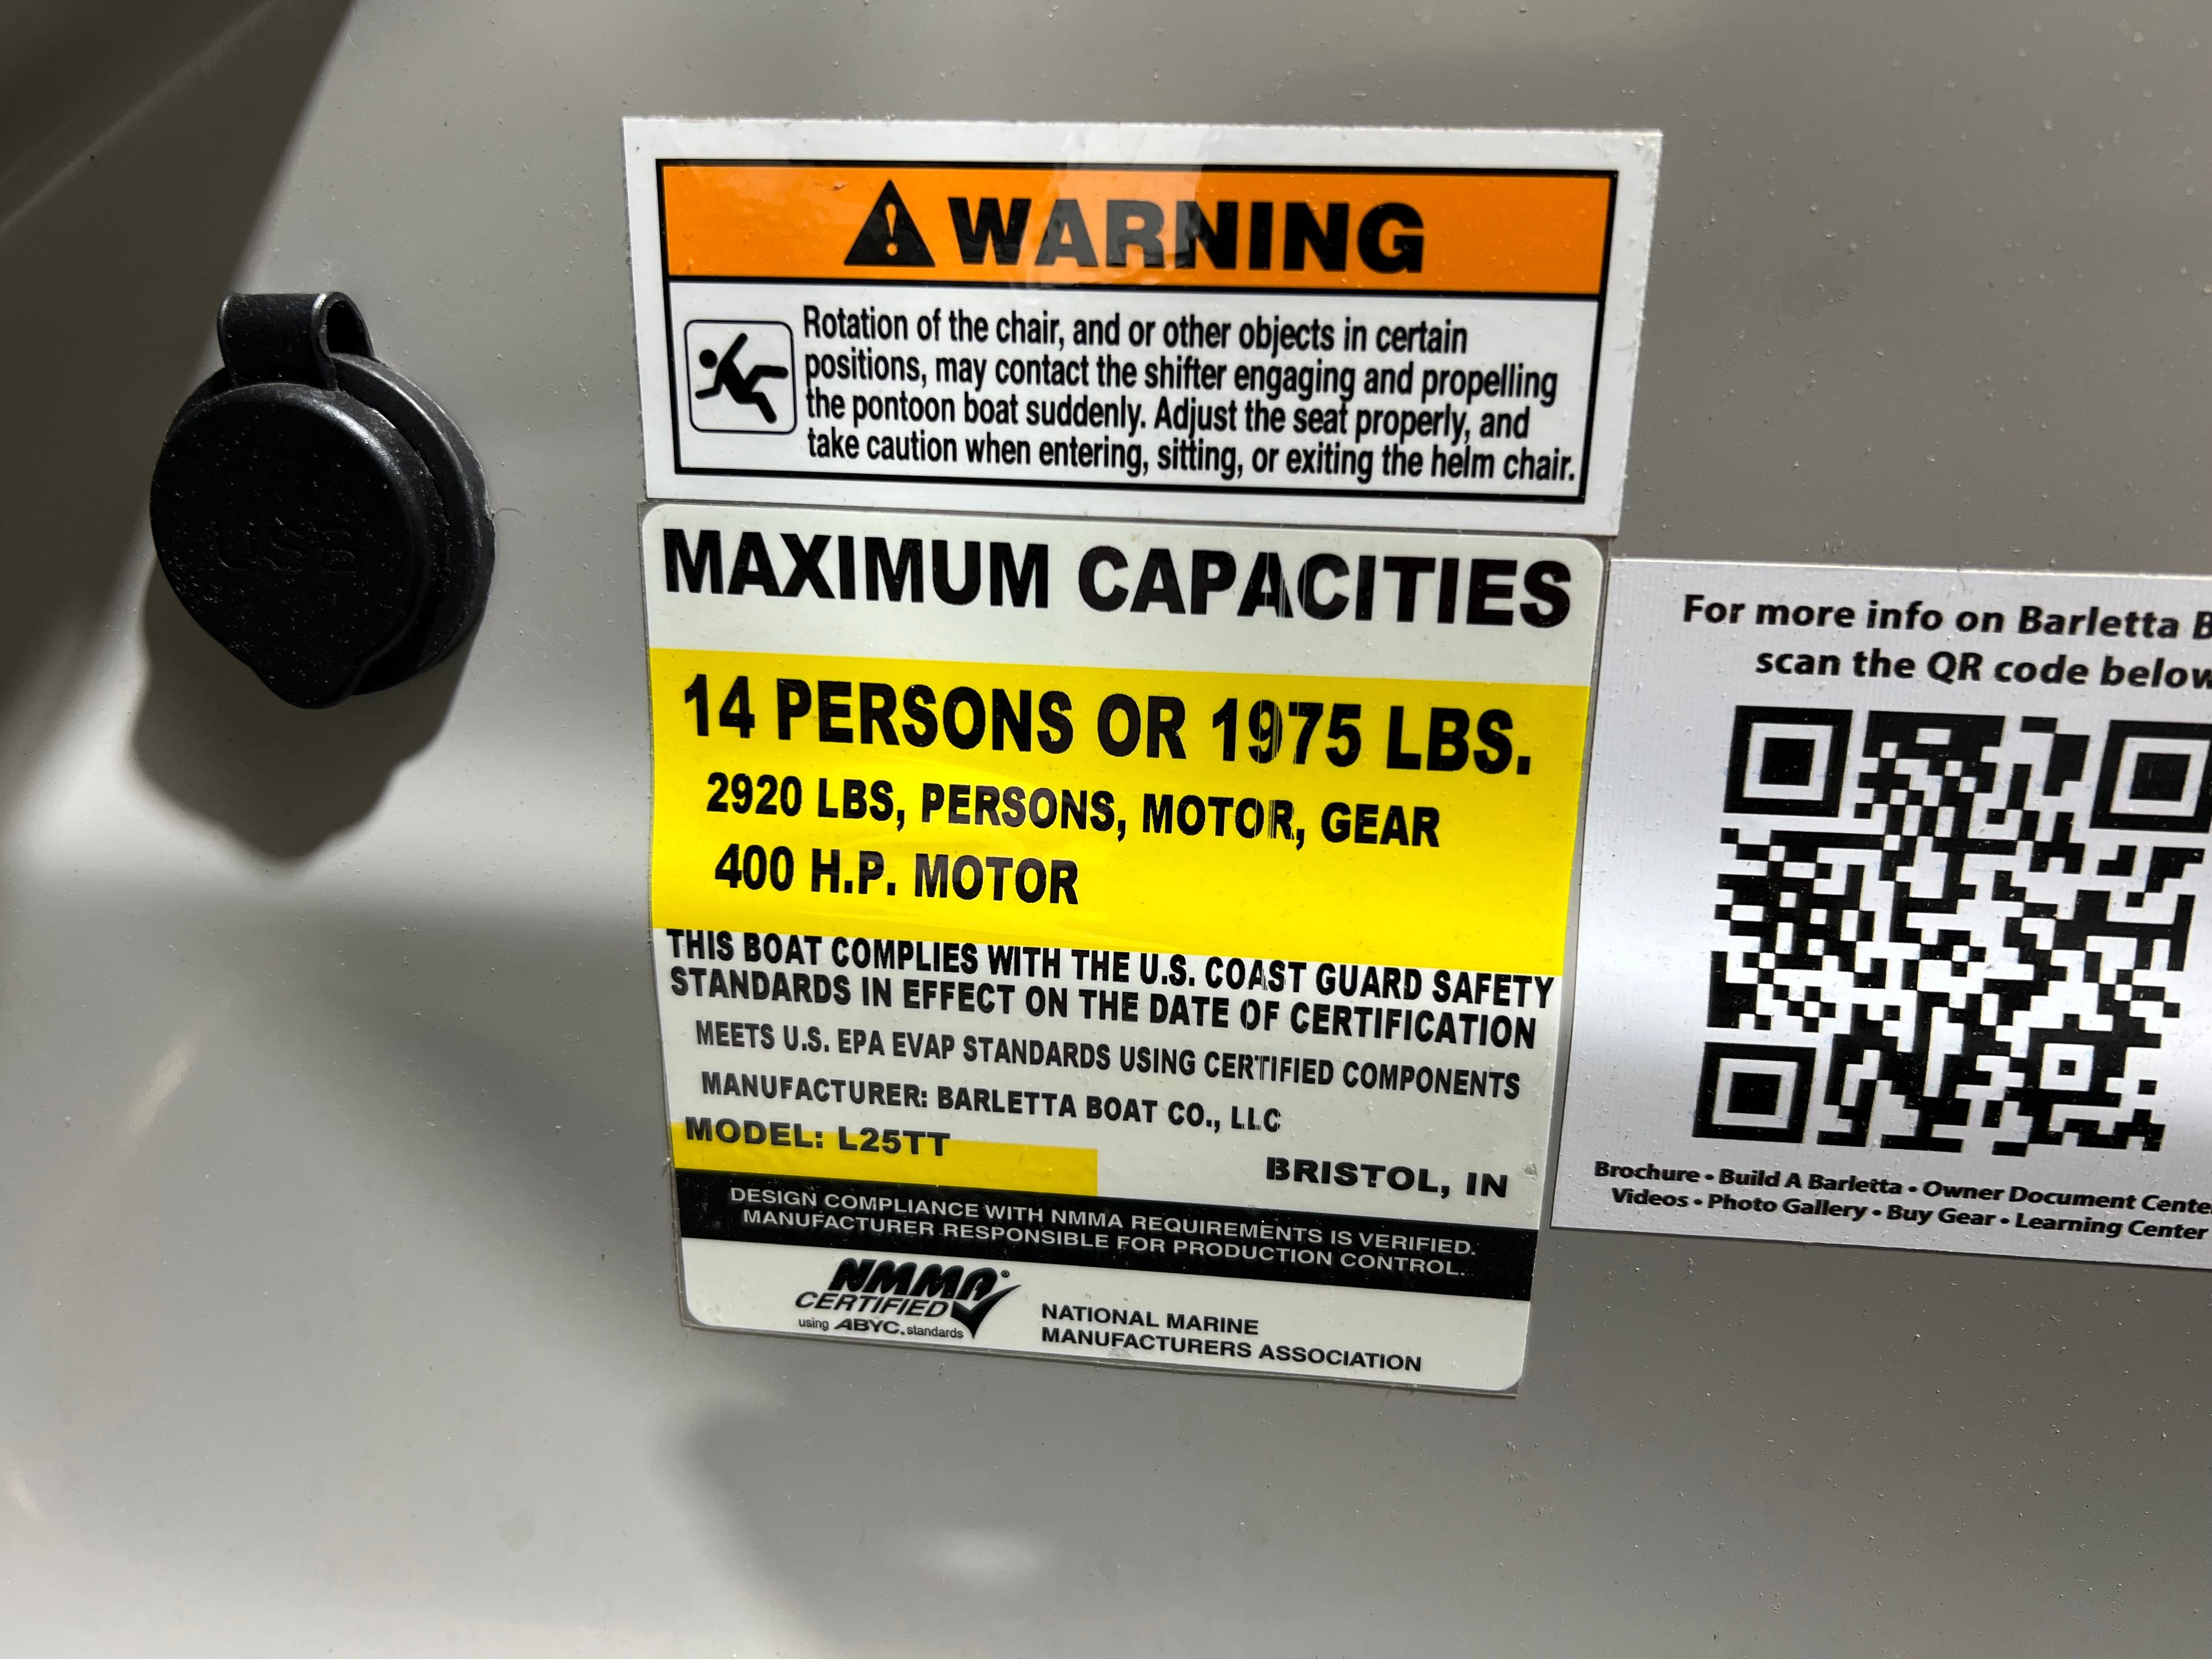 WARNING
Rotation of the chair, and or other objects in certain
positions, may contact the shifter engaging and propelling
the pontoon boat suddenly. Adjust the seat properly, and
take caution when entering, sitting, or exiting the helm chair.
USB
MAXIMUM CAPACITIES
14 PERSONS OR 1975 LBS.
2920 LBS, PERSONS, MOTOR, GEAR
400 H.P. MOTOR
THIS BOAT COMPLIES WITH THE U.S. COAST GUARD SAFETY
STANDARDS IN EFFECT ON THE DATE OF CERTIFICATION
MEETS U.S. EPA EVAP STANDARDS USING CERTIFIED COMPONENTS
MANUFACTURER: BARLETTA BOAT CO., LLC
MODEL: L25TT
BRISTOL, IN
DESIGN COMPLIANCE WITH NMMA REQUIREMENTS IS VERIFIED.
MANUFACTURER RESPONSIBLE FOR PRODUCTION CONTROL.
NMMA®
CERTIFIED
using ABYC. standards
NATIONAL MARINE
MANUFACTURERS ASSOCIATION
For more info on Barletta B
scan the QR code below
Brochure • Build A Barletta • Owner Document Cente
Videos • Photo Gallery • Buy Gear • Learning Center